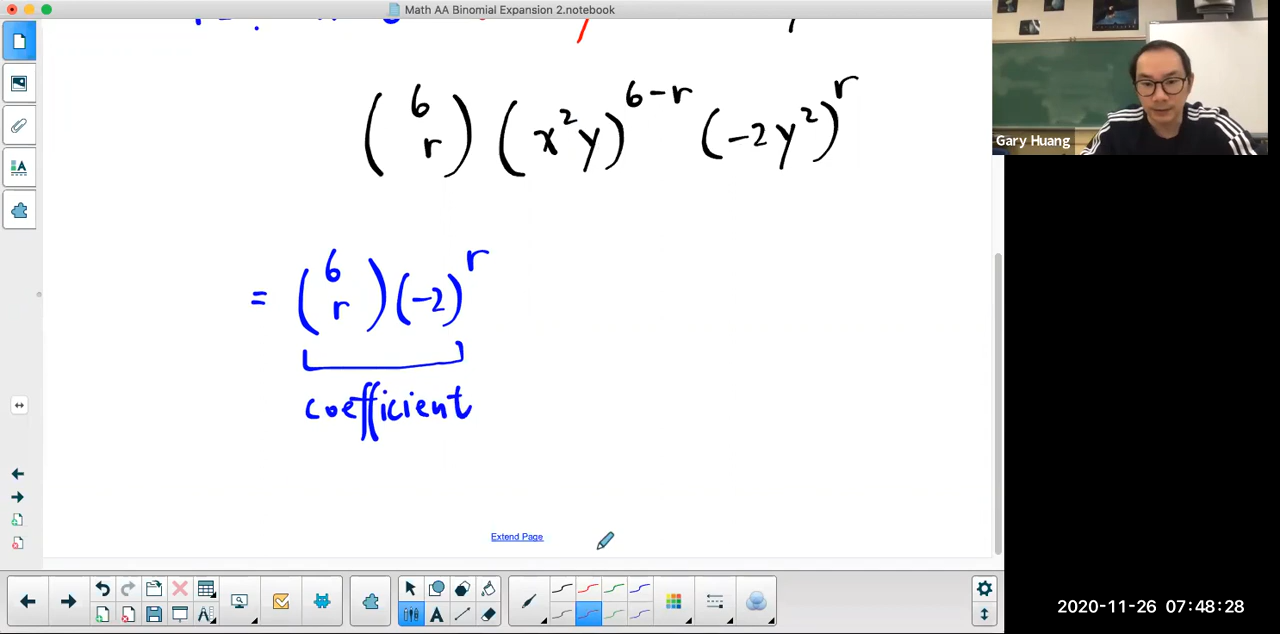 Math AA Binomial Expansion 2.notebook
(6 r) (x²y)^(6-r) (-2y²)^r
Gary Huang
= (6 r) (-2)^r
coefficient
Extend Page
2020-11-26 07:48:28